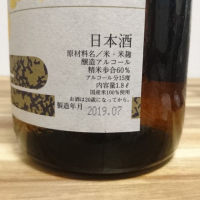 日本酒
原材料名／米・米麹
醸造アルコール
精米歩合60%
アルコール分15度
内容量1.8ℓ
国産米100%使用
お酒は20歳になってから。
製造年月 2019.07